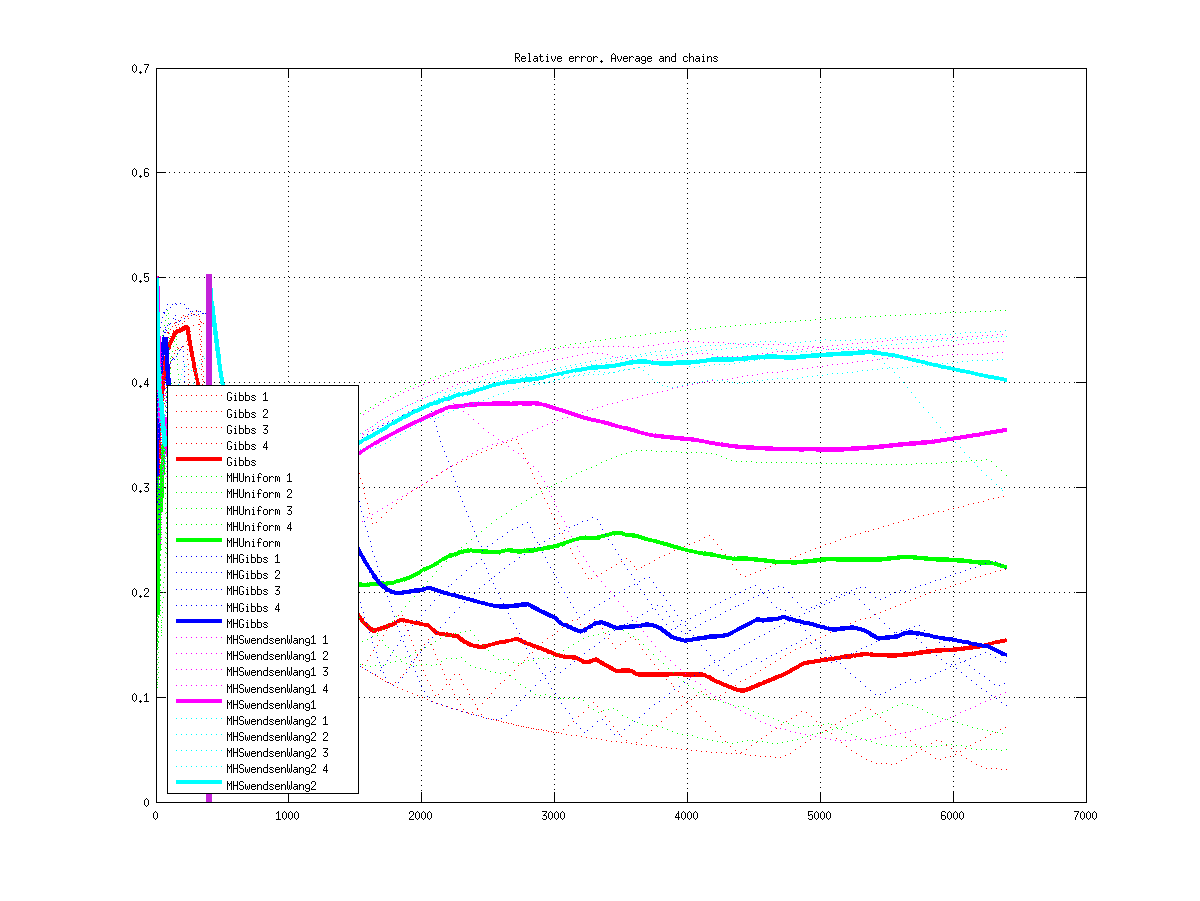 Relative error. Average and chains
0.7
0.6
0.5
0.4
0.3
0.2
0.1
0
Gibbs 1
Gibbs 2
Gibbs 3
Gibbs 4
Gibbs
MHUniform 1
MHUniform 2
MHUniform 3
MHUniform 4
MHUniform
MHGibbs 1
MHGibbs 2
MHGibbs 3
MHGibbs 4
MHGibbs
MHSwendsenWang1 1
MHSwendsenWang1 2
MHSwendsenWang1 3
MHSwendsenWang1 4
MHSwendsenWang1
MHSwendsenWang2 1
MHSwendsenWang2 2
MHSwendsenWang2 3
MHSwendsenWang2 4
MHSwendsenWang2
0 1000 2000 3000 4000 5000 6000 7000